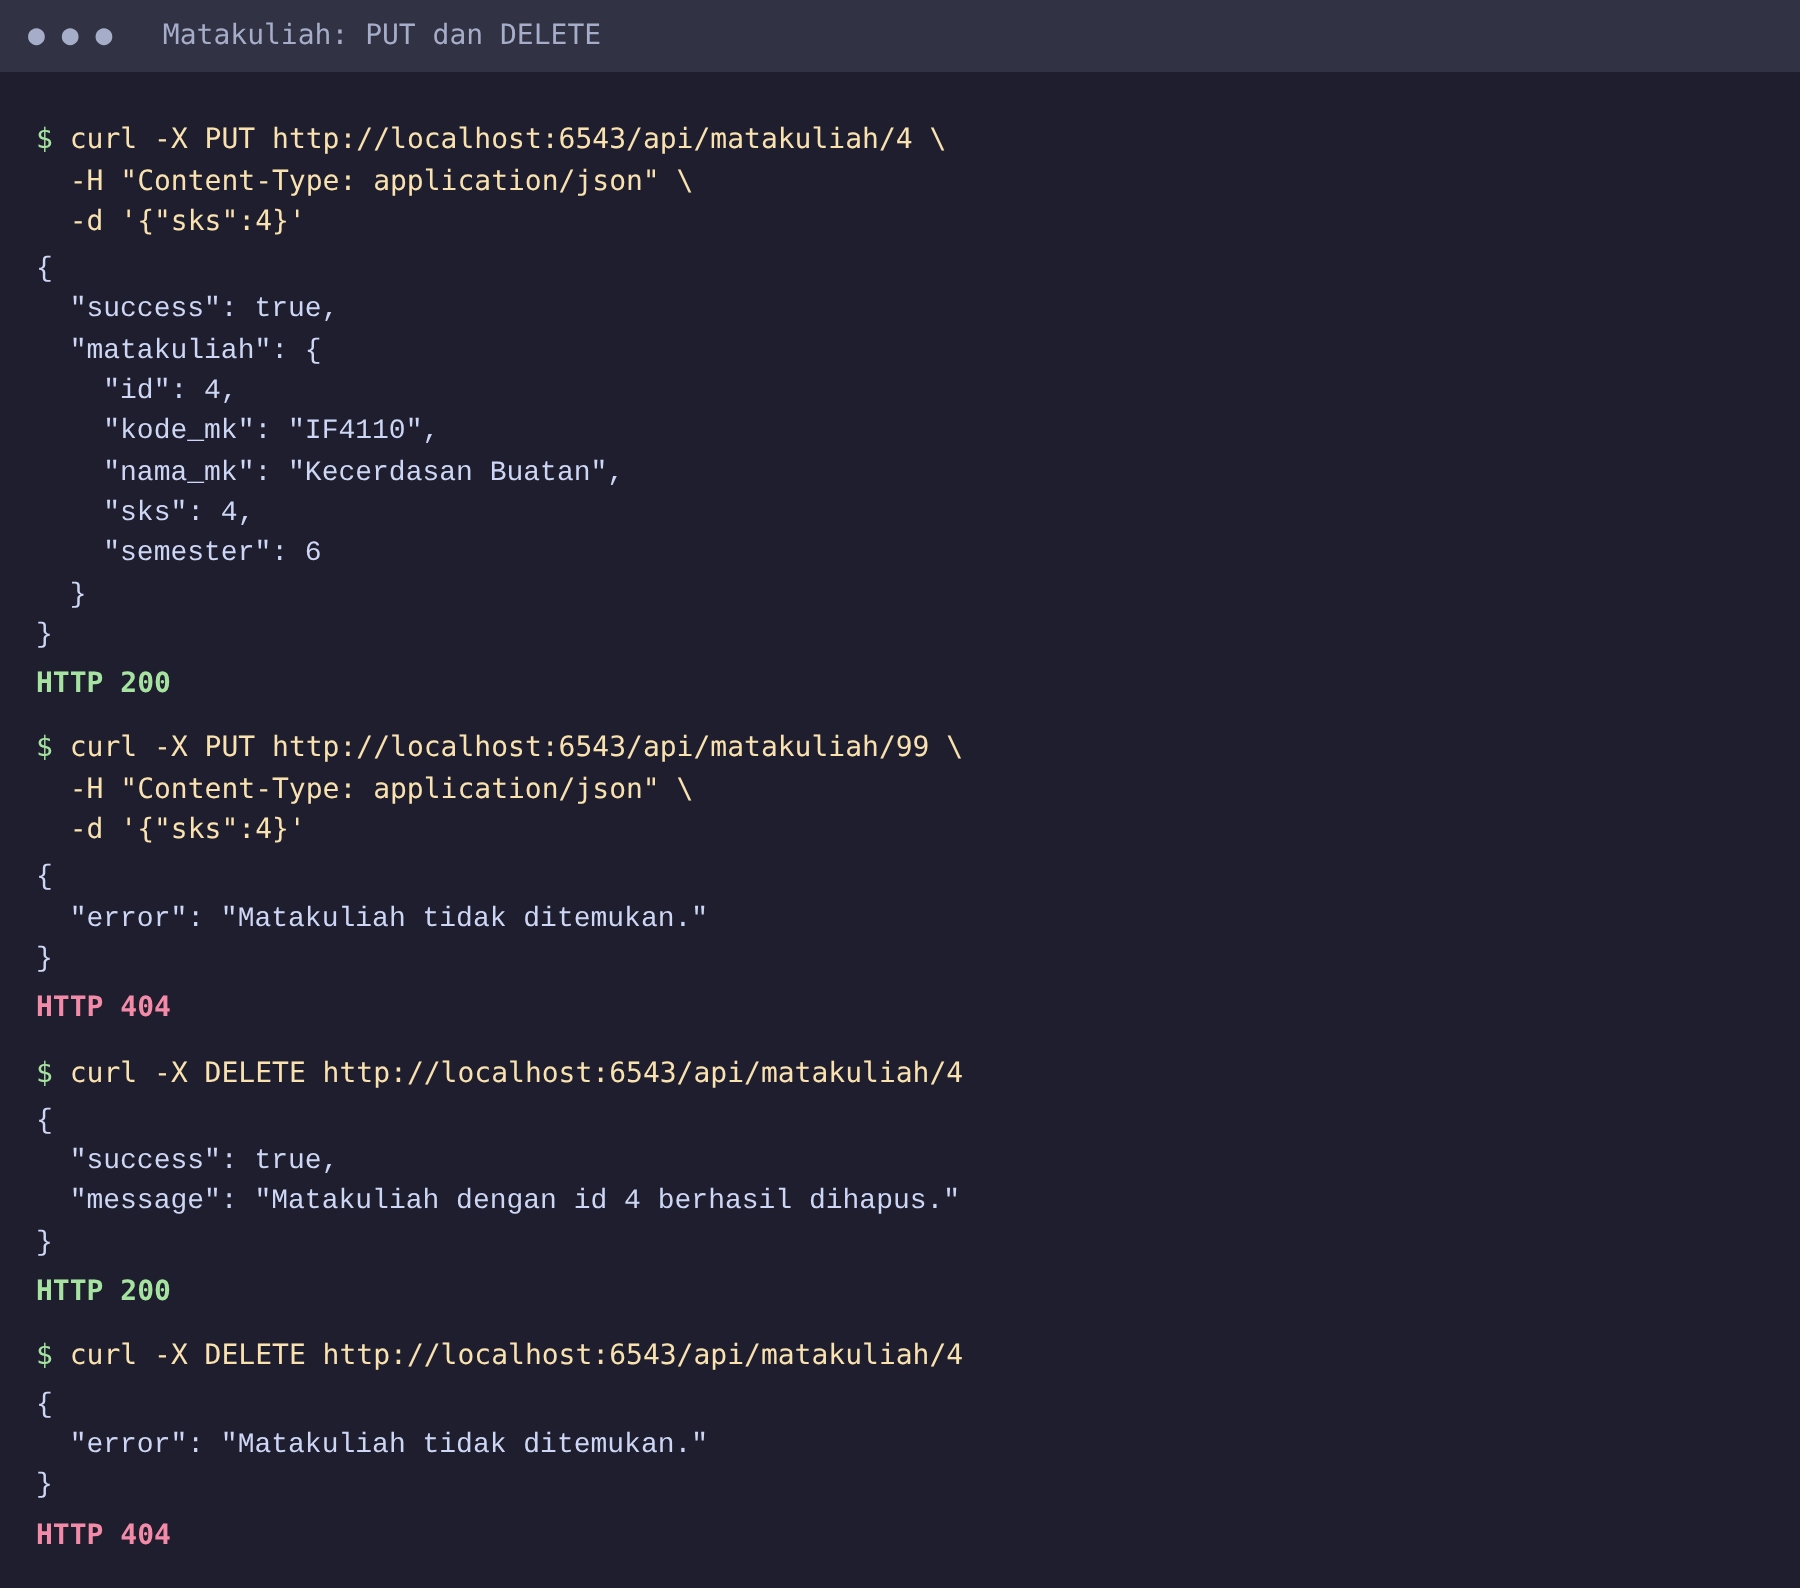 Matakuliah: PUT dan DELETE
$ curl -X PUT http://localhost:6543/api/matakuliah/4 \
  -H "Content-Type: application/json" \
  -d '{"sks":4}'
{
  "success": true,
  "matakuliah": {
    "id": 4,
    "kode_mk": "IF4110",
    "nama_mk": "Kecerdasan Buatan",
    "sks": 4,
    "semester": 6
  }
}
HTTP 200
$ curl -X PUT http://localhost:6543/api/matakuliah/99 \
  -H "Content-Type: application/json" \
  -d '{"sks":4}'
{
  "error": "Matakuliah tidak ditemukan."
}
HTTP 404
$ curl -X DELETE http://localhost:6543/api/matakuliah/4
{
  "success": true,
  "message": "Matakuliah dengan id 4 berhasil dihapus."
}
HTTP 200
$ curl -X DELETE http://localhost:6543/api/matakuliah/4
{
  "error": "Matakuliah tidak ditemukan."
}
HTTP 404